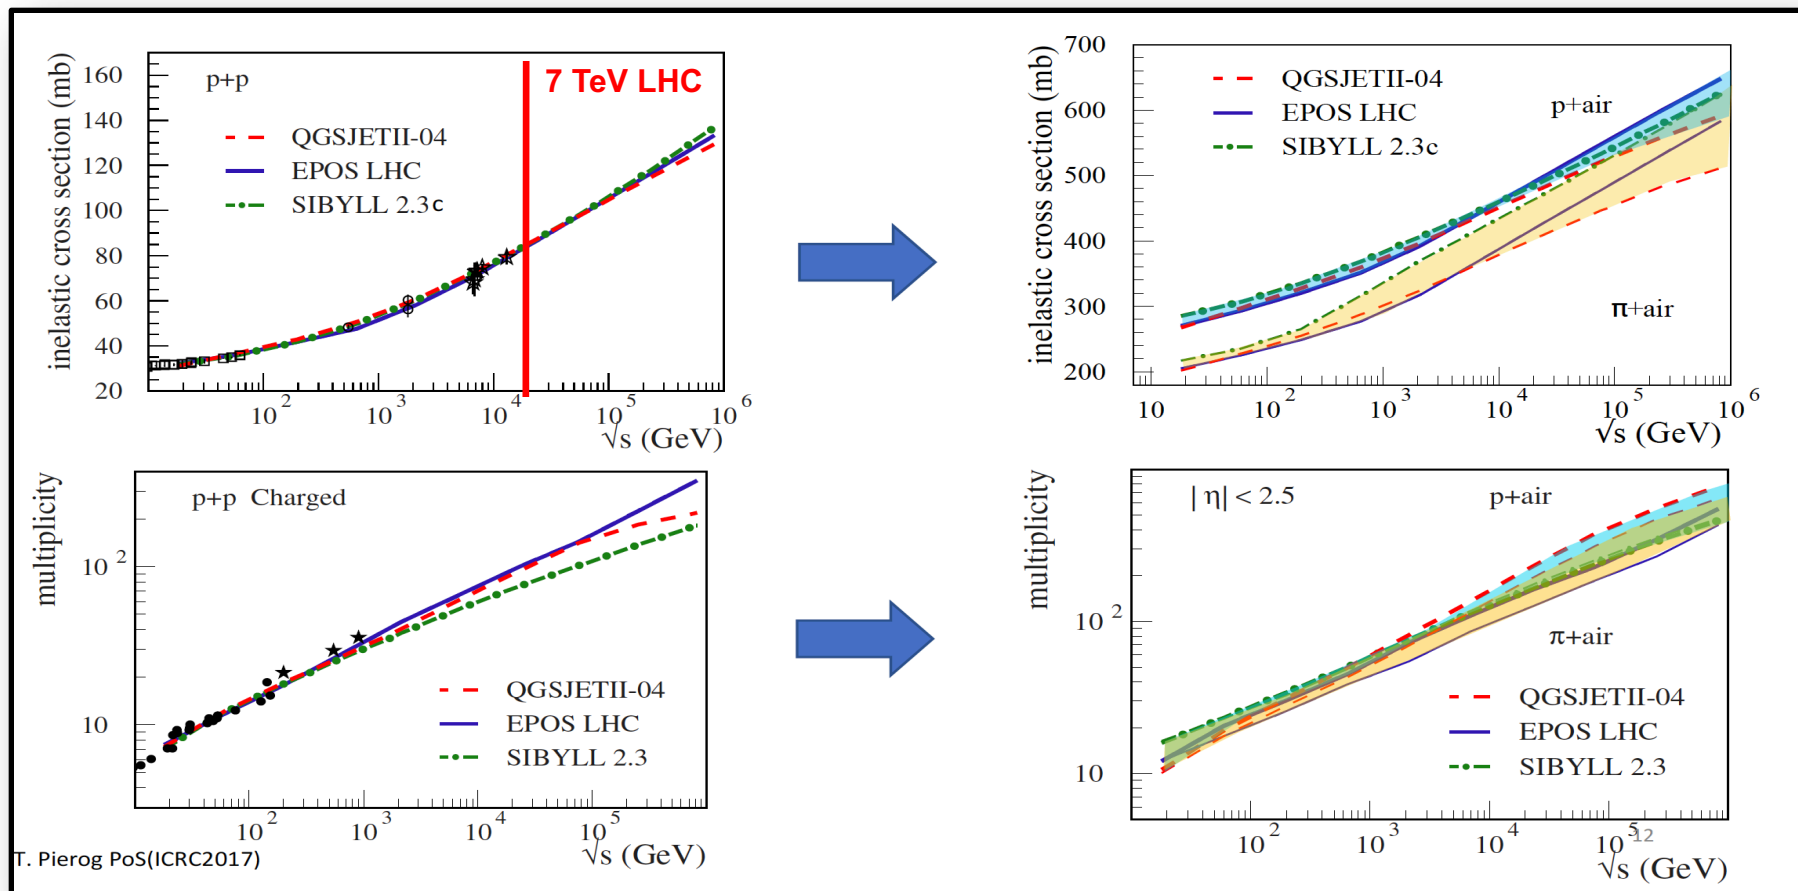 160
140
120
100
80
60
40
20
inelastic cross section (mb)
p+p
7 TeV LHC
QGSJETII-04
EPOS LHC
SIBYLL 2.3c
10 2
10 3
10 4
10 5
10 6
√s (GeV)
700
600
500
400
300
200
inelastic cross section (mb)
QGSJETII-04
EPOS LHC
SIBYLL 2.3c
p+air
π+air
10
10 2
10 3
10 4
10 5
10 6
√s (GeV)
multiplicity
10 2
10
p+p Charged
QGSJETII-04
EPOS LHC
SIBYLL 2.3
10 2
10 3
10 4
10 5
√s (GeV)
T. Pierog PoS(ICRC2017)
multiplicity
10 2
10
| η| < 2.5
p+air
π+air
QGSJETII-04
EPOS LHC
SIBYLL 2.3
10 2
10 3
10 4
10 5
12
√s (GeV)